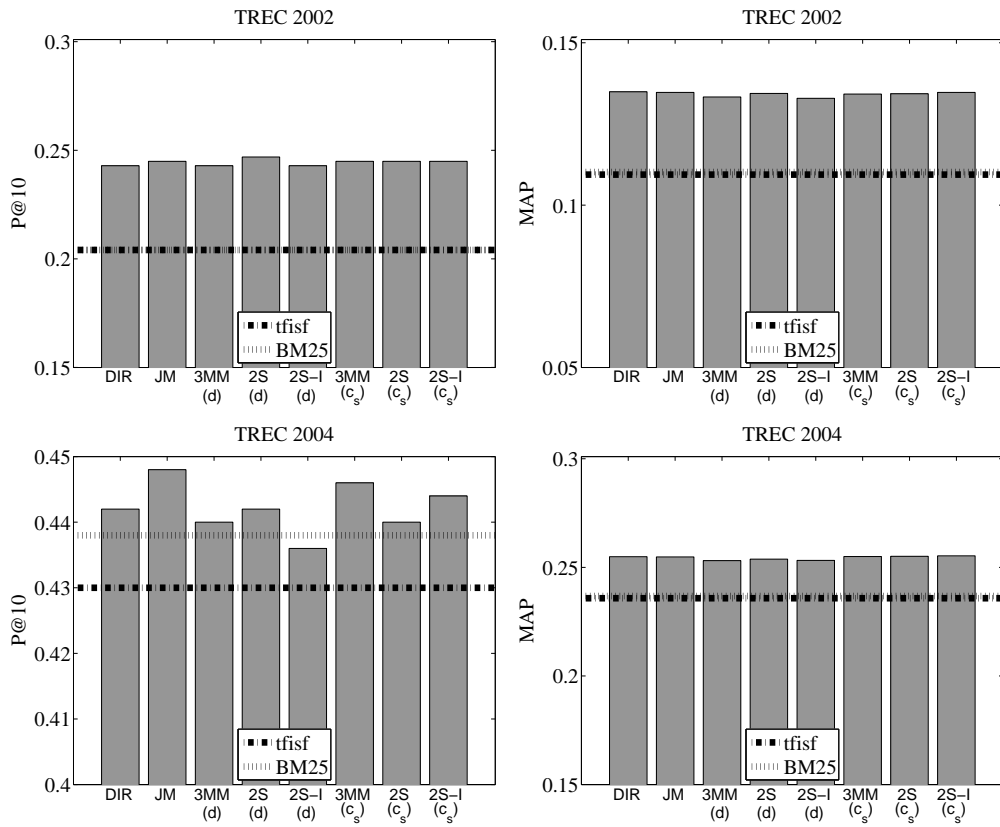 TREC 2002
0.3
0.25
0.2
0.15
P@10
tfisf
BM25
DIR JM 3MM 2S 2S-I 3MM 2S 2S-I
(d) (d) (d) (c_s) (c_s) (c_s)
TREC 2002
0.15
0.1
0.05
MAP
tfisf
BM25
DIR JM 3MM 2S 2S-I 3MM 2S 2S-I
(d) (d) (d) (c_s) (c_s) (c_s)
TREC 2004
0.45
0.44
0.43
0.42
0.41
0.4
P@10
tfisf
BM25
DIR JM 3MM 2S 2S-I 3MM 2S 2S-I
(d) (d) (d) (c_s) (c_s) (c_s)
TREC 2004
0.3
0.25
0.2
0.15
MAP
tfisf
BM25
DIR JM 3MM 2S 2S-I 3MM 2S 2S-I
(d) (d) (d) (c_s) (c_s) (c_s)